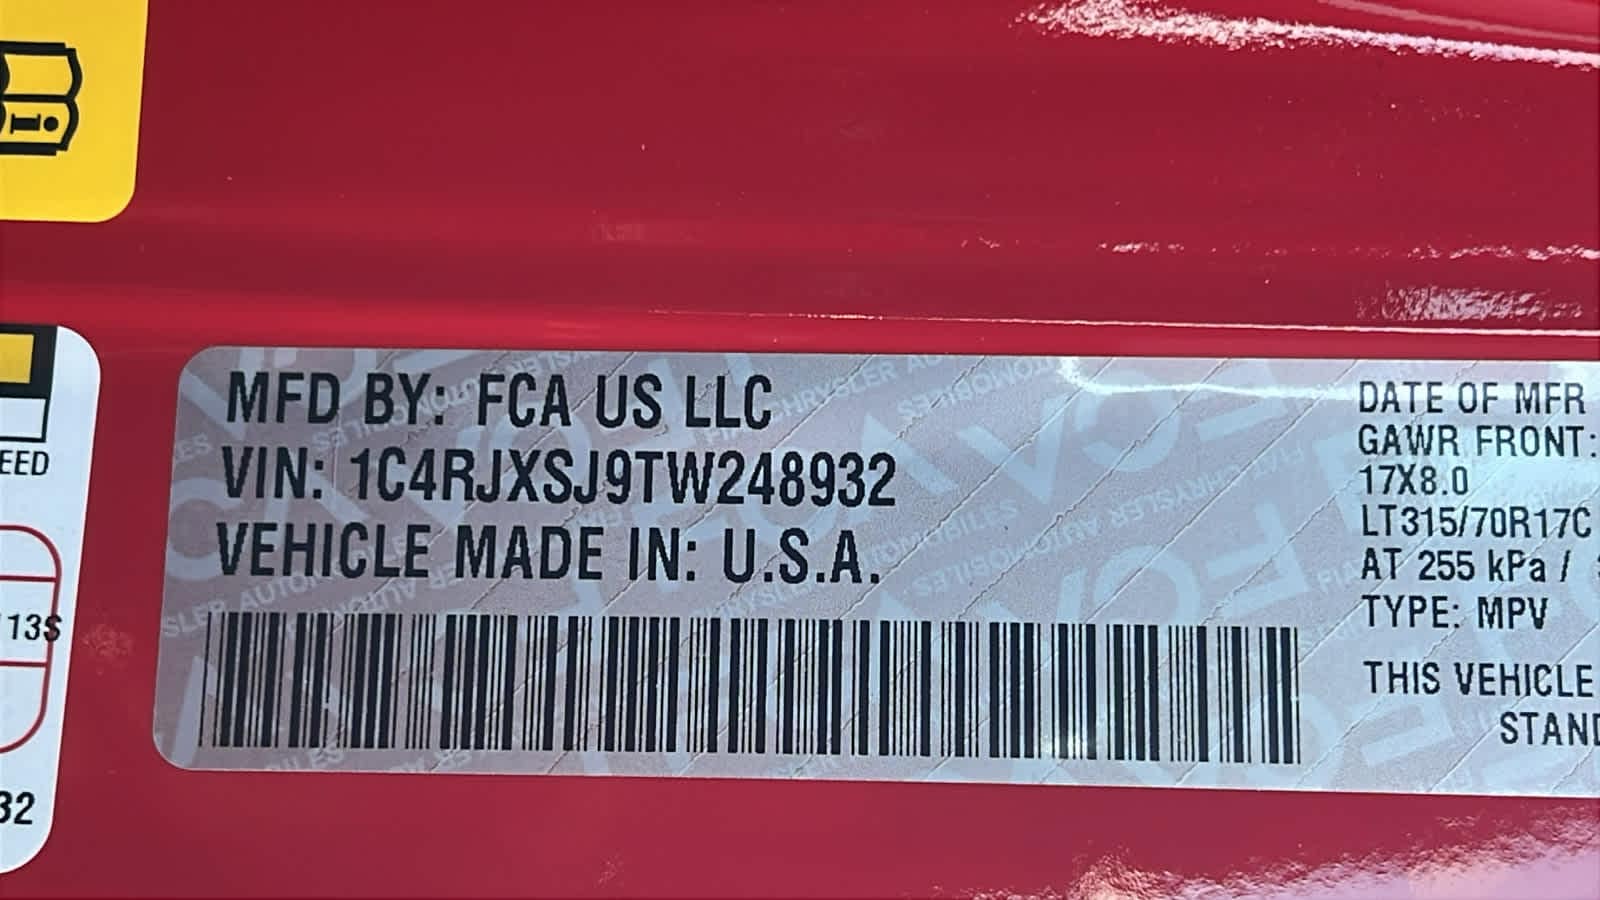 MFD BY: FCA US LLC
VIN: 1C4RJXSJ9TW248932
VEHICLE MADE IN: U.S.A.
DATE OF MFR
GAWR FRONT:
17X8.0
LT315/70R17C
AT 255 kPa /
TYPE: MPV
THIS VEHICLE
STAND
EED
113S
32
i